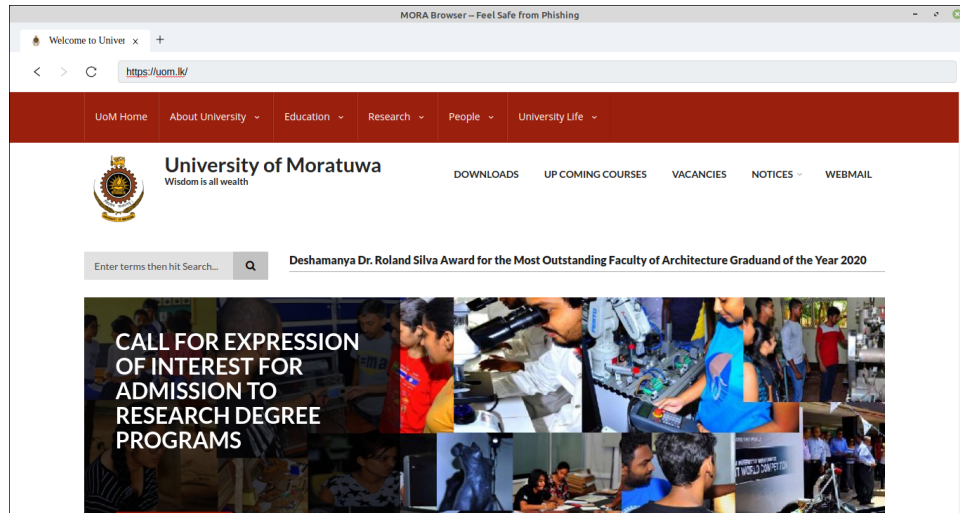 MORA Browser -- Feel Safe from Phishing
Welcome to Univer x +
https://uom.lk/
UoM Home About University Education Research People University Life
University of Moratuwa
Wisdom is all wealth
DOWNLOADS UP COMING COURSES VACANCIES NOTICES WEBMAIL
Enter terms then hit Search...
Deshamanya Dr. Roland Silva Award for the Most Outstanding Faculty of Architecture Graduand of the Year 2020
CALL FOR EXPRESSION
OF INTEREST FOR
ADMISSION TO
RESEARCH DEGREE
PROGRAMS